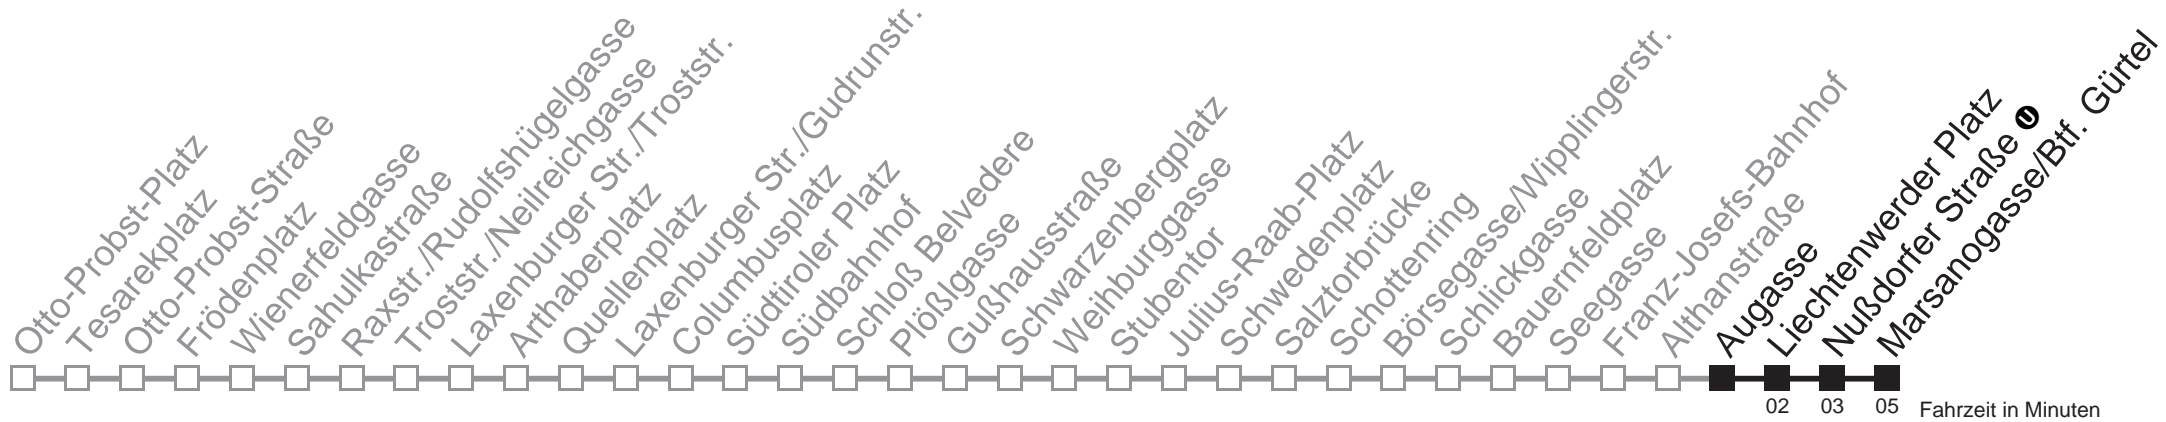 Otto-Probst-Platz
Tesarekplatz
Otto-Probst-Straße
Frödenplatz
Wienerfeldgasse
Sahulkastraße
Raxstr./Rudolfshügelgasse
Troststr./Neilreichgasse
Laxenburger Str./Troststr.
Arthaberplatz
Quellenplatz
Laxenburger Str./Gudrunstr.
Columbusplatz
Südtiroler Platz
Südbahnhof
Schloß Belvedere
Plößlgasse
Gußhausstraße
Schwarzenbergplatz
Weihburggasse
Stubentor
Julius-Raab-Platz
Schwedenplatz
Salztorbrücke
Schottenring
Börsegasse/Wipplingerstr.
Schlickgasse
Bauernfeldplatz
Seegasse
Franz-Josefs-Bahnhof
Althanstraße
Augasse
Liechtenwerder Platz
Nußdorfer Straße U
Marsanogasse/Btf. Gürtel
02 03 05 Fahrzeit in Minuten